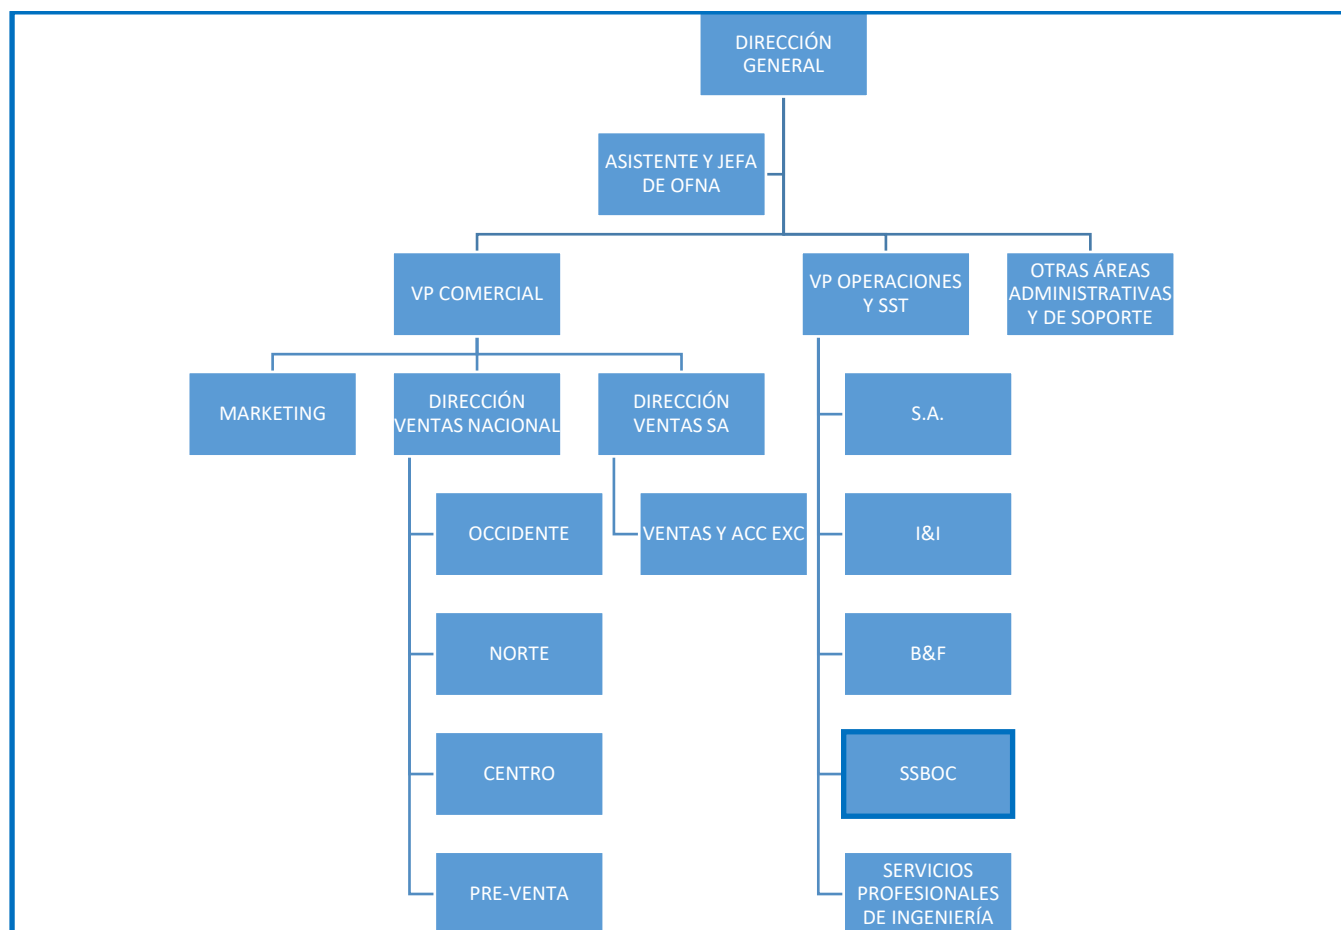 DIRECCIÓN
GENERAL
ASISTENTE Y JEFA
DE OFNA
VP COMERCIAL
VP OPERACIONES
Y SST
OTRAS ÁREAS
ADMINISTRATIVAS
Y DE SOPORTE
MARKETING
DIRECCIÓN
VENTAS NACIONAL
DIRECCIÓN
VENTAS SA
S.A.
OCCIDENTE
VENTAS Y ACC EXC
I&I
NORTE
B&F
CENTRO
SSBOC
PRE-VENTA
SERVICIOS
PROFESIONALES
DE INGENIERÍA